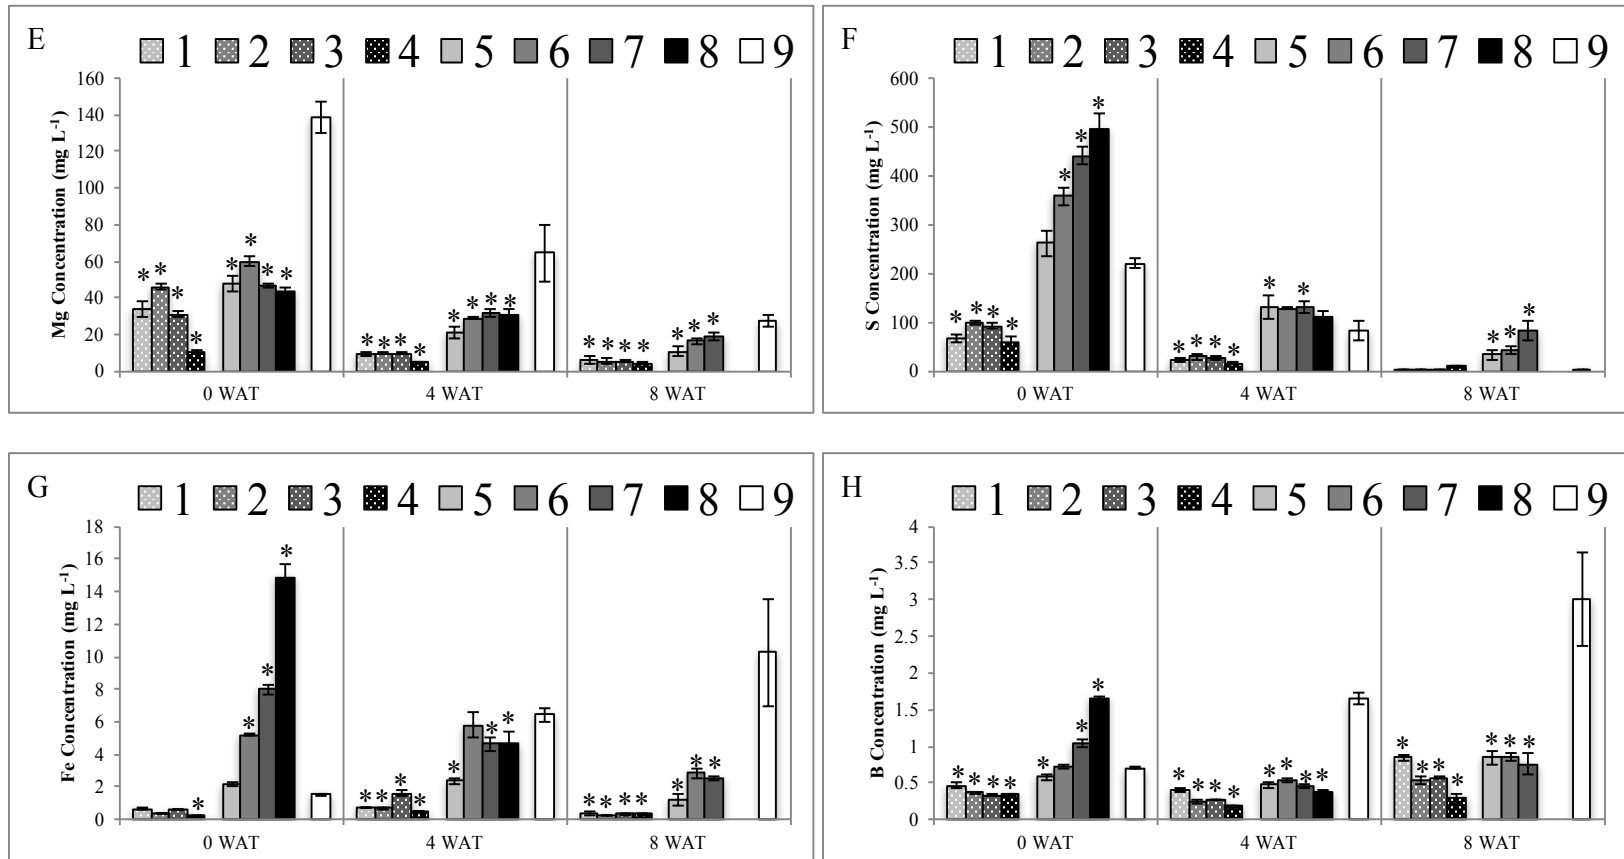 E
1 2 3 4 5 6 7 8 9
160
140
120
100
80
60
40
20
0
Mg Concentration (mg L-1)
* * * * * * * *
* * * * * * * *
* * * * * * *
0 WAT 4 WAT 8 WAT
F
1 2 3 4 5 6 7 8 9
600
500
400
300
200
100
0
S Concentration (mg L-1)
* * * * * * *
* * * * * *
* * *
0 WAT 4 WAT 8 WAT
G
1 2 3 4 5 6 7 8 9
18
16
14
12
10
8
6
4
2
0
Fe Concentration (mg L-1)
* * * *
* * * * * * *
* * * * * * *
0 WAT 4 WAT 8 WAT
H
1 2 3 4 5 6 7 8 9
4
3.5
3
2.5
2
1.5
1
0.5
0
B Concentration (mg L-1)
* * * * * * *
* * * * * * * *
* * * * * * *
0 WAT 4 WAT 8 WAT